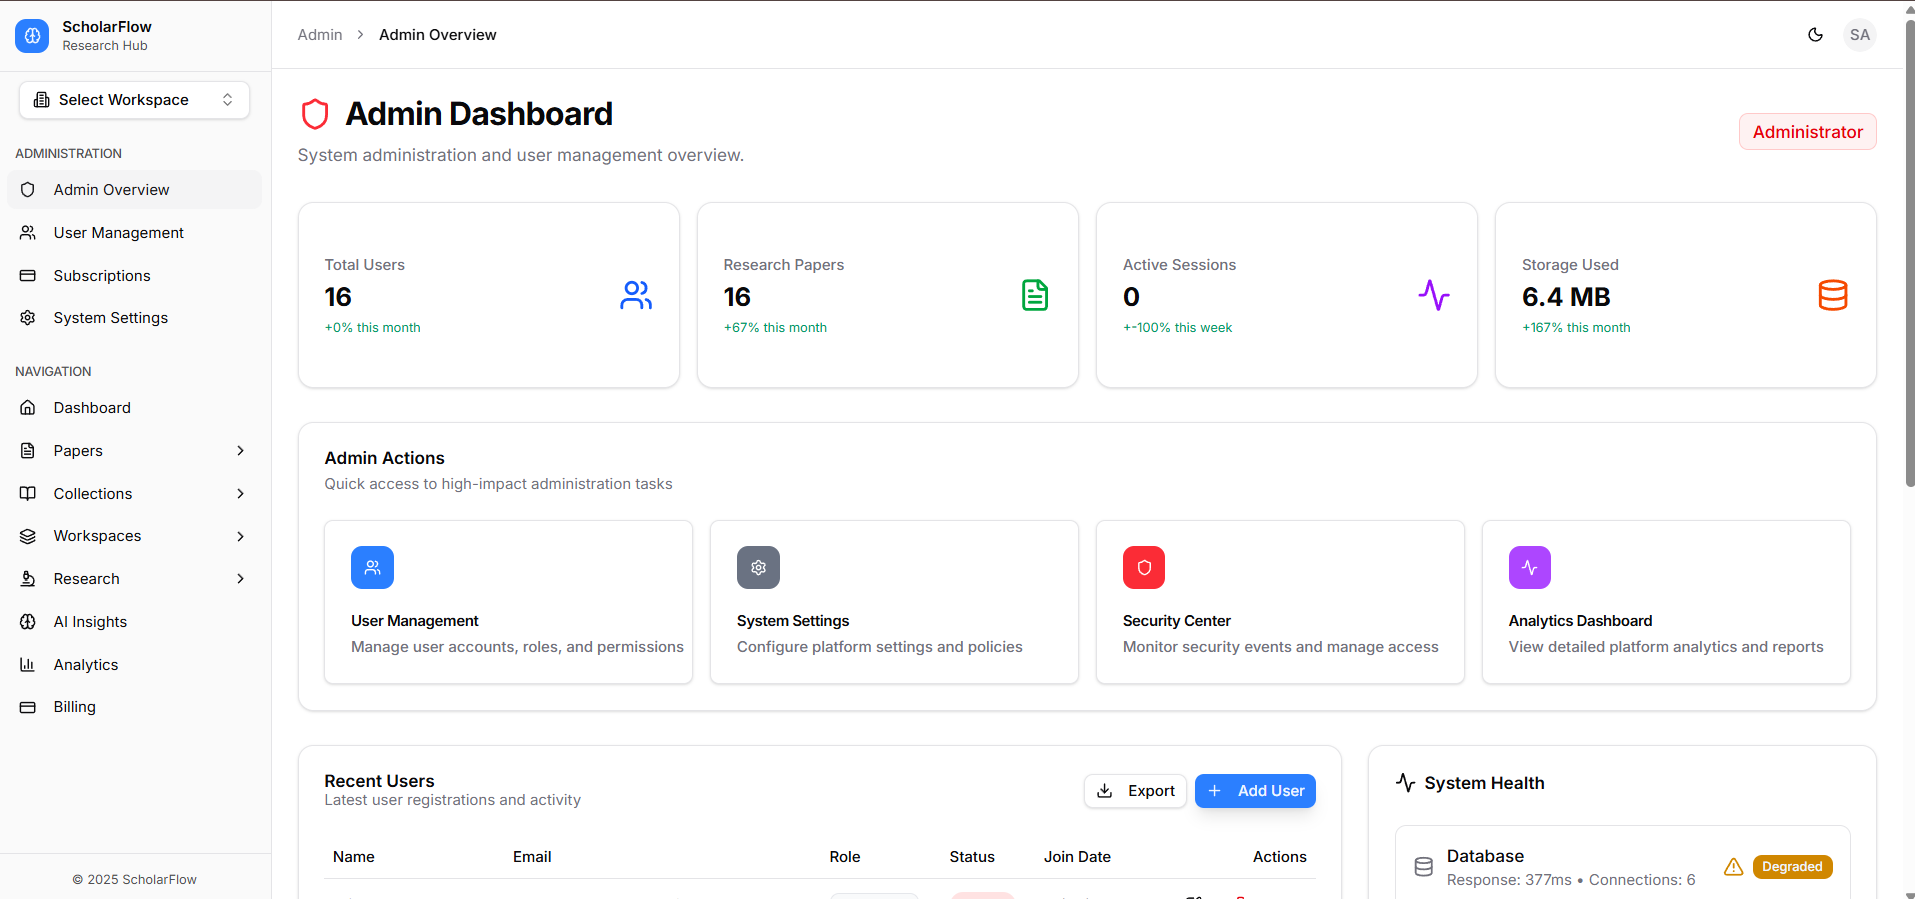 ScholarFlow
Research Hub
Select Workspace
ADMINISTRATION
Admin Overview
User Management
Subscriptions
System Settings
NAVIGATION
Dashboard
Papers
Collections
Workspaces
Research
AI Insights
Analytics
Billing
© 2025 ScholarFlow
Admin > Admin Overview
SA
Admin Dashboard
System administration and user management overview.
Administrator
Total Users
16
+0% this month
Research Papers
16
+67% this month
Active Sessions
0
+-100% this week
Storage Used
6.4 MB
+167% this month
Admin Actions
Quick access to high-impact administration tasks
User Management
Manage user accounts, roles, and permissions
System Settings
Configure platform settings and policies
Security Center
Monitor security events and manage access
Analytics Dashboard
View detailed platform analytics and reports
Recent Users
Latest user registrations and activity
Export
Add User
Name Email Role Status Join Date Actions
System Health
Database
Response: 377ms • Connections: 6
Degraded